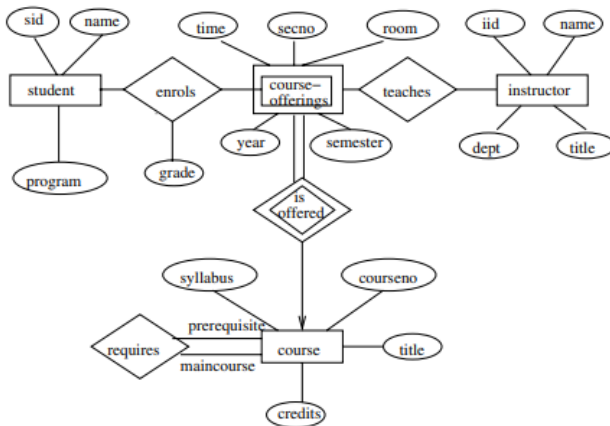 sid
name
time
secno
room
iid
name
student
enrols
course-
offerings
teaches
instructor
program
grade
year
semester
dept
title
is
offered
syllabus
courseno
prerequisite
requires
maincourse
course
title
credits